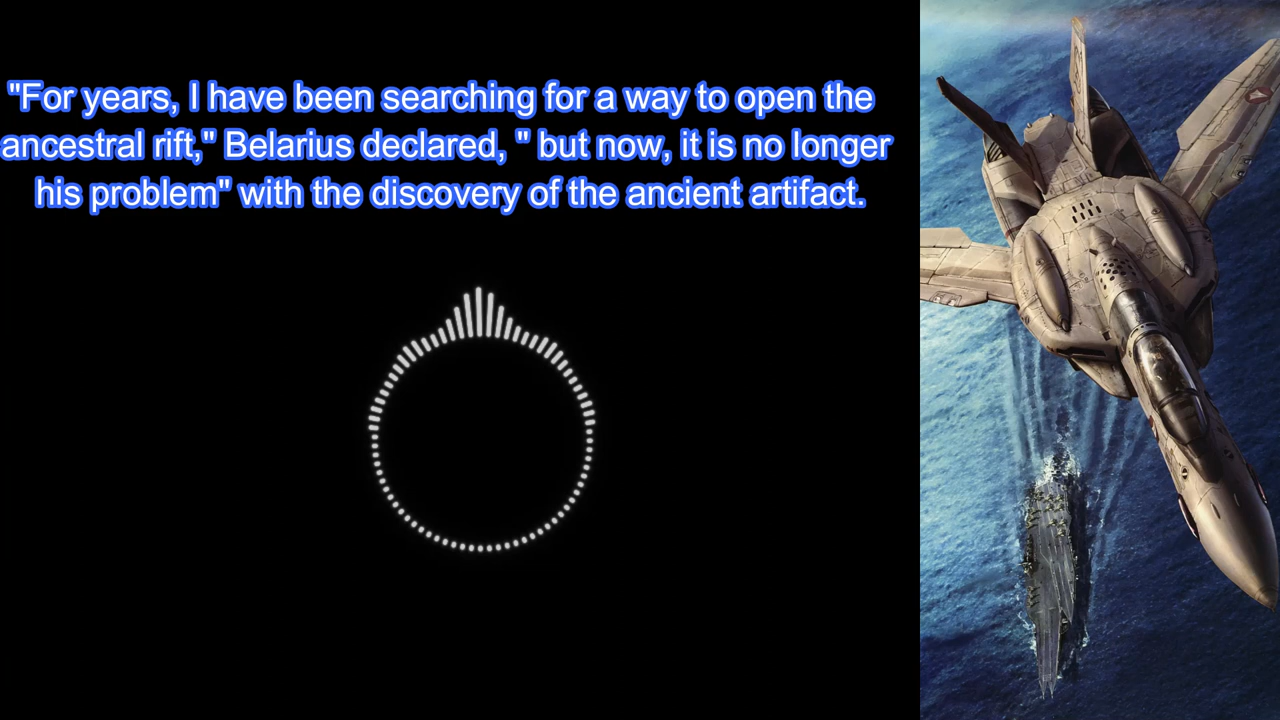 "For years, I have been searching for a way to open the
ancestral rift," Belarius declared, " but now, it is no longer
his problem" with the discovery of the ancient artifact.